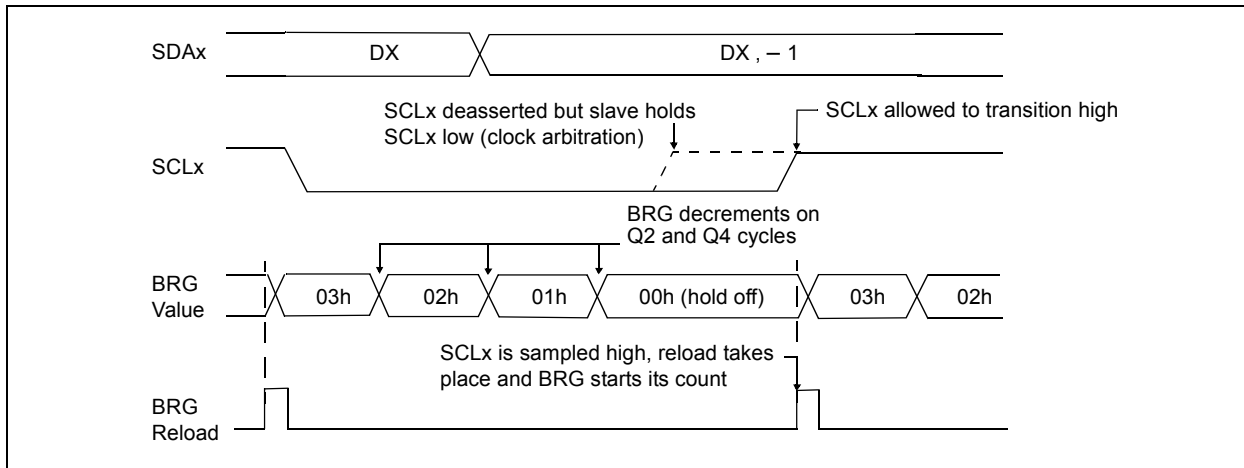 SDAx
DX
DX , – 1
SCLx deasserted but slave holds
SCLx low (clock arbitration)
SCLx allowed to transition high
SCLx
BRG decrements on
Q2 and Q4 cycles
BRG
Value
03h
02h
01h
00h (hold off)
03h
02h
SCLx is sampled high, reload takes
place and BRG starts its count
BRG
Reload